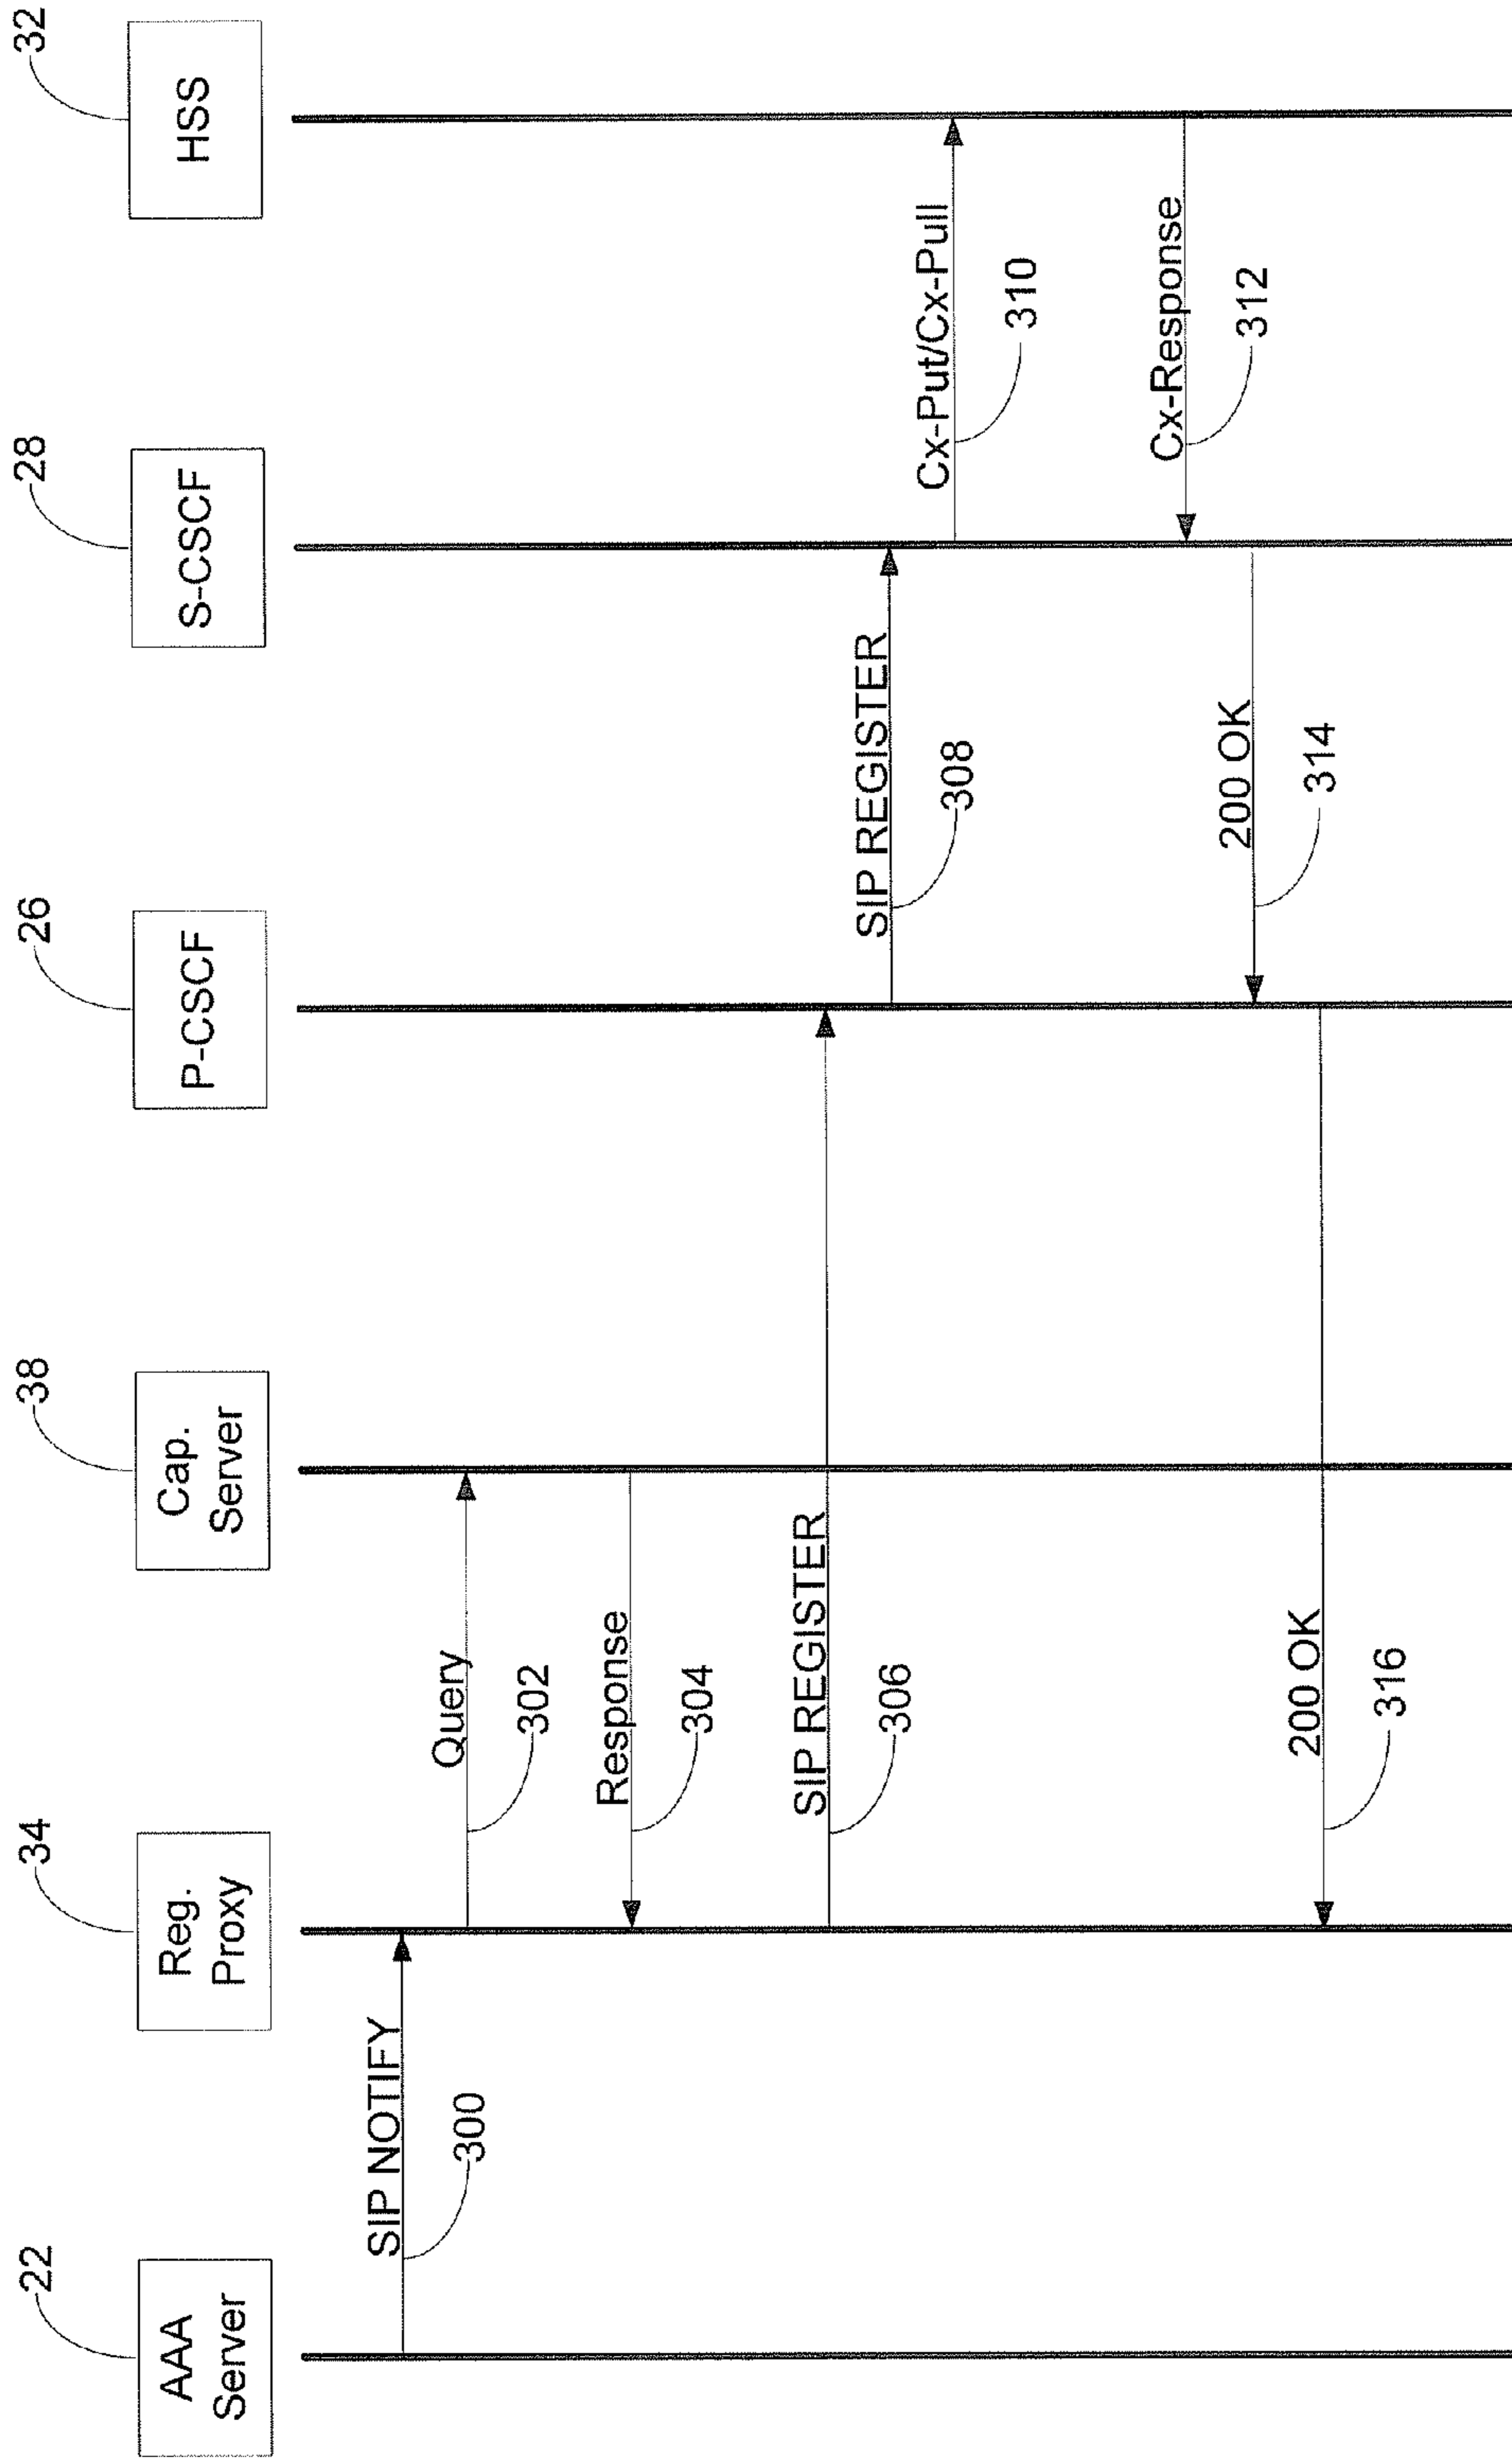 22
AAA
Server
34
Reg.
Proxy
38
Cap.
Server
26
P-CSCF
28
S-CSCF
32
HSS
SIP NOTIFY
300
Query
302
Response
304
SIP REGISTER
306
SIP REGISTER
308
Cx-Put/Cx-Pull
310
Cx-Response
312
200 OK
314
200 OK
316